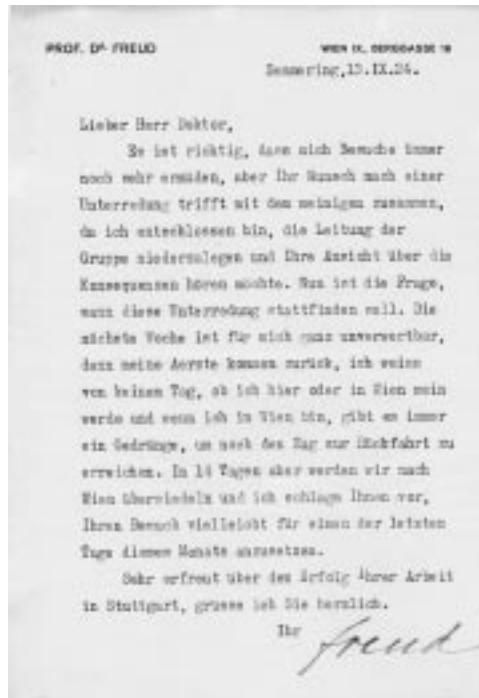 PROF. DR. FREUD
WIEN IX., BERGGASSE 19
Semmering, 13.IX.24.
Lieber Herr Doktor,
Es ist richtig, dass mich Besuche immer
noch sehr ermüden, aber Ihr Wunsch nach einer
Unterredung trifft mit dem meinigen zusammen,
da ich entschlossen bin, die Leitung der
Gruppe niederzulegen und Ihre Ansicht über die
Konsequenzen hören möchte. Nun ist die Frage,
wann diese Unterredung stattfinden soll. Die
nächste Woche ist für mich ganz unverwertbar,
denn meine Aerzte kommen zurück, ich weiss
von keinem Tag, ob ich hier oder in Wien sein
werde und wenn ich in Wien bin, gibt es immer
ein Gedränge, um noch den Zug zur Rückfahrt zu
erreichen. In 14 Tagen aber werden wir nach
Wien übersiedeln und ich schlage Ihnen vor,
Ihren Besuch vielleicht für einen der letzten
Tage dieses Monats anzusetzen.
Sehr erfreut über den Erfolg Ihrer Arbeit
in Stuttgart, grüsse ich Sie herzlich.
Ihr
Freud